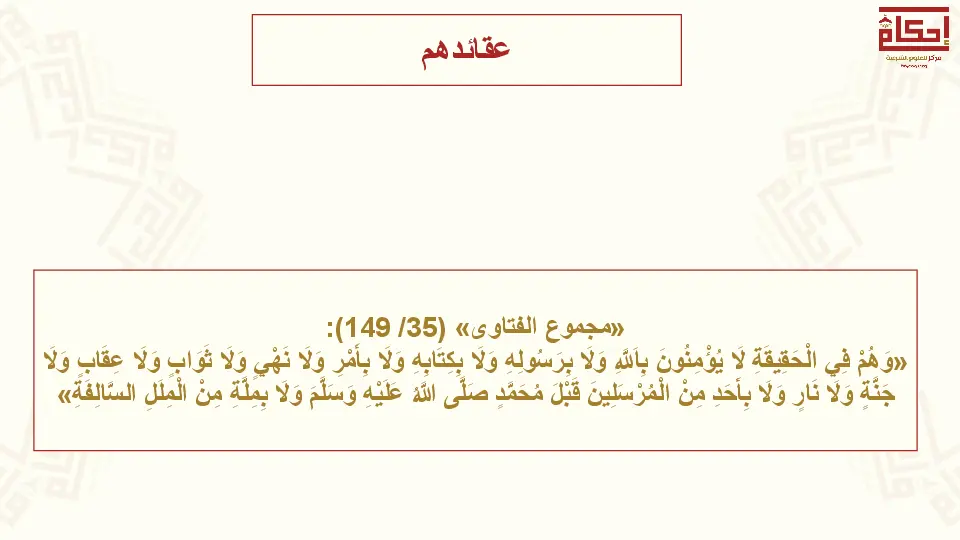 إحكام
مركز للعلوم الشرعية
عقائدهم
«مجموع الفتاوى» (35/ 149):
«وَهُمْ فِي الْحَقِيقَةِ لَا يُؤْمِنُونَ بِاَللَّهِ وَلَا بِرَسُولِهِ وَلَا بِكِتَابِهِ وَلَا بِأَمْرِ وَلَا نَهْيٍ وَلَا ثَوَابٍ وَلَا عِقَابٍ وَلَا
جَنَّةٍ وَلَا نَارٍ وَلَا بِأَحَدِ مِنْ الْمُرْسَلِينَ قَبْلَ مُحَمَّدٍ صَلَّى اللَّهُ عَلَيْهِ وَسَلَّمَ وَلَا بِمِلَّةِ مِنْ الْمِلَلِ السَّالِفَةِ»